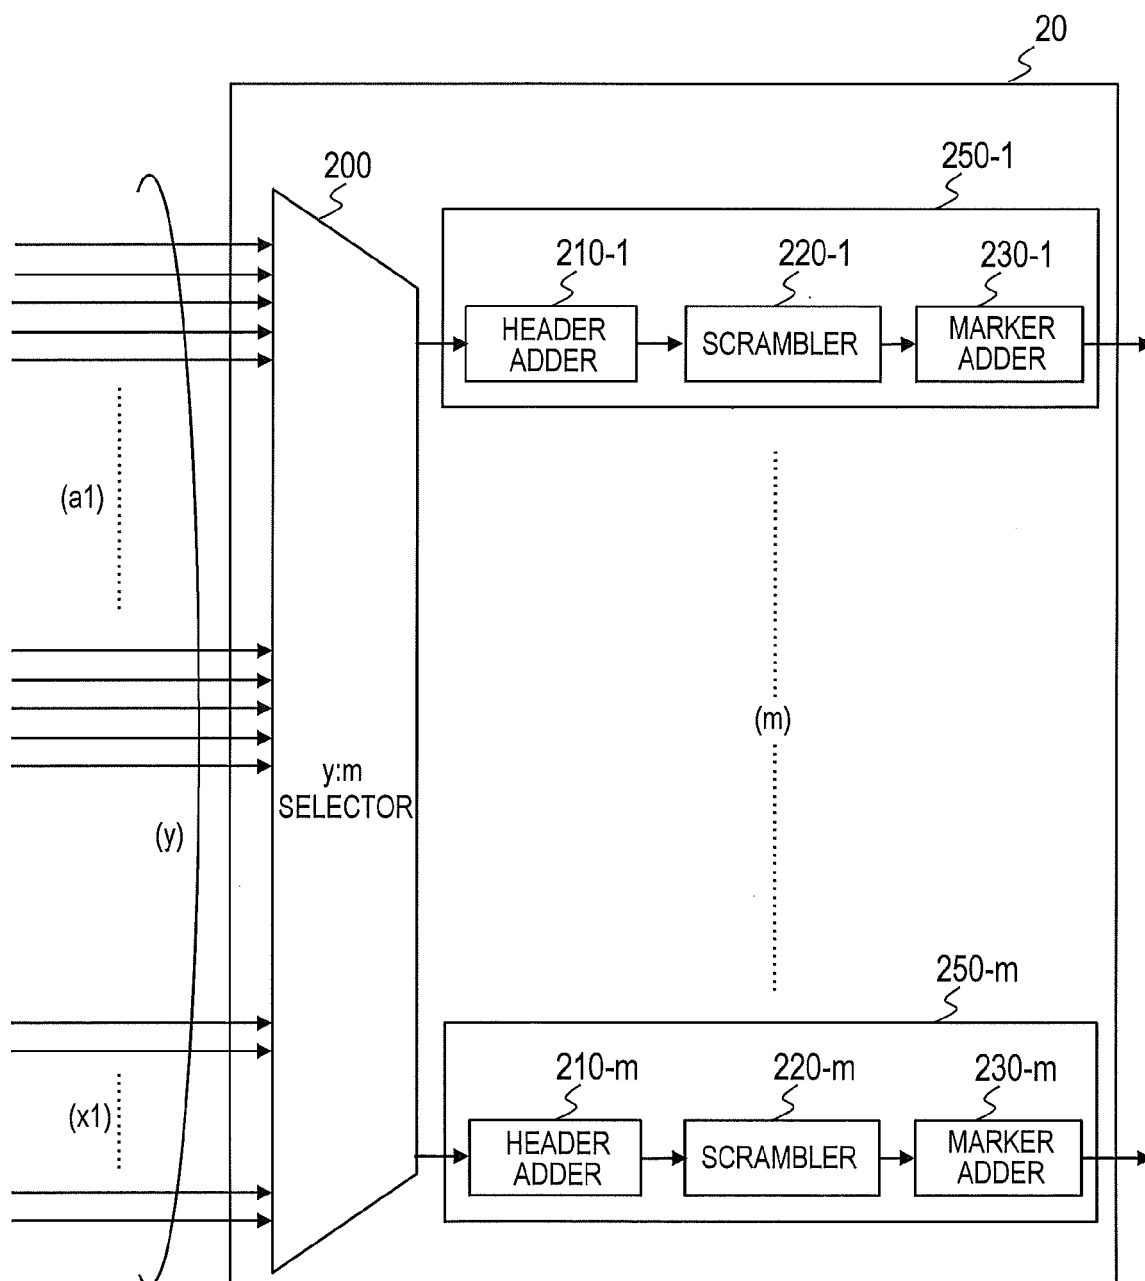 20
200
250-1
210-1
220-1
230-1
HEADER
ADDER
SCRAMBLER
MARKER
ADDER
(a1)
(m)
y:m
SELECTOR
(y)
250-m
210-m
220-m
230-m
(x1)
HEADER
ADDER
SCRAMBLER
MARKER
ADDER